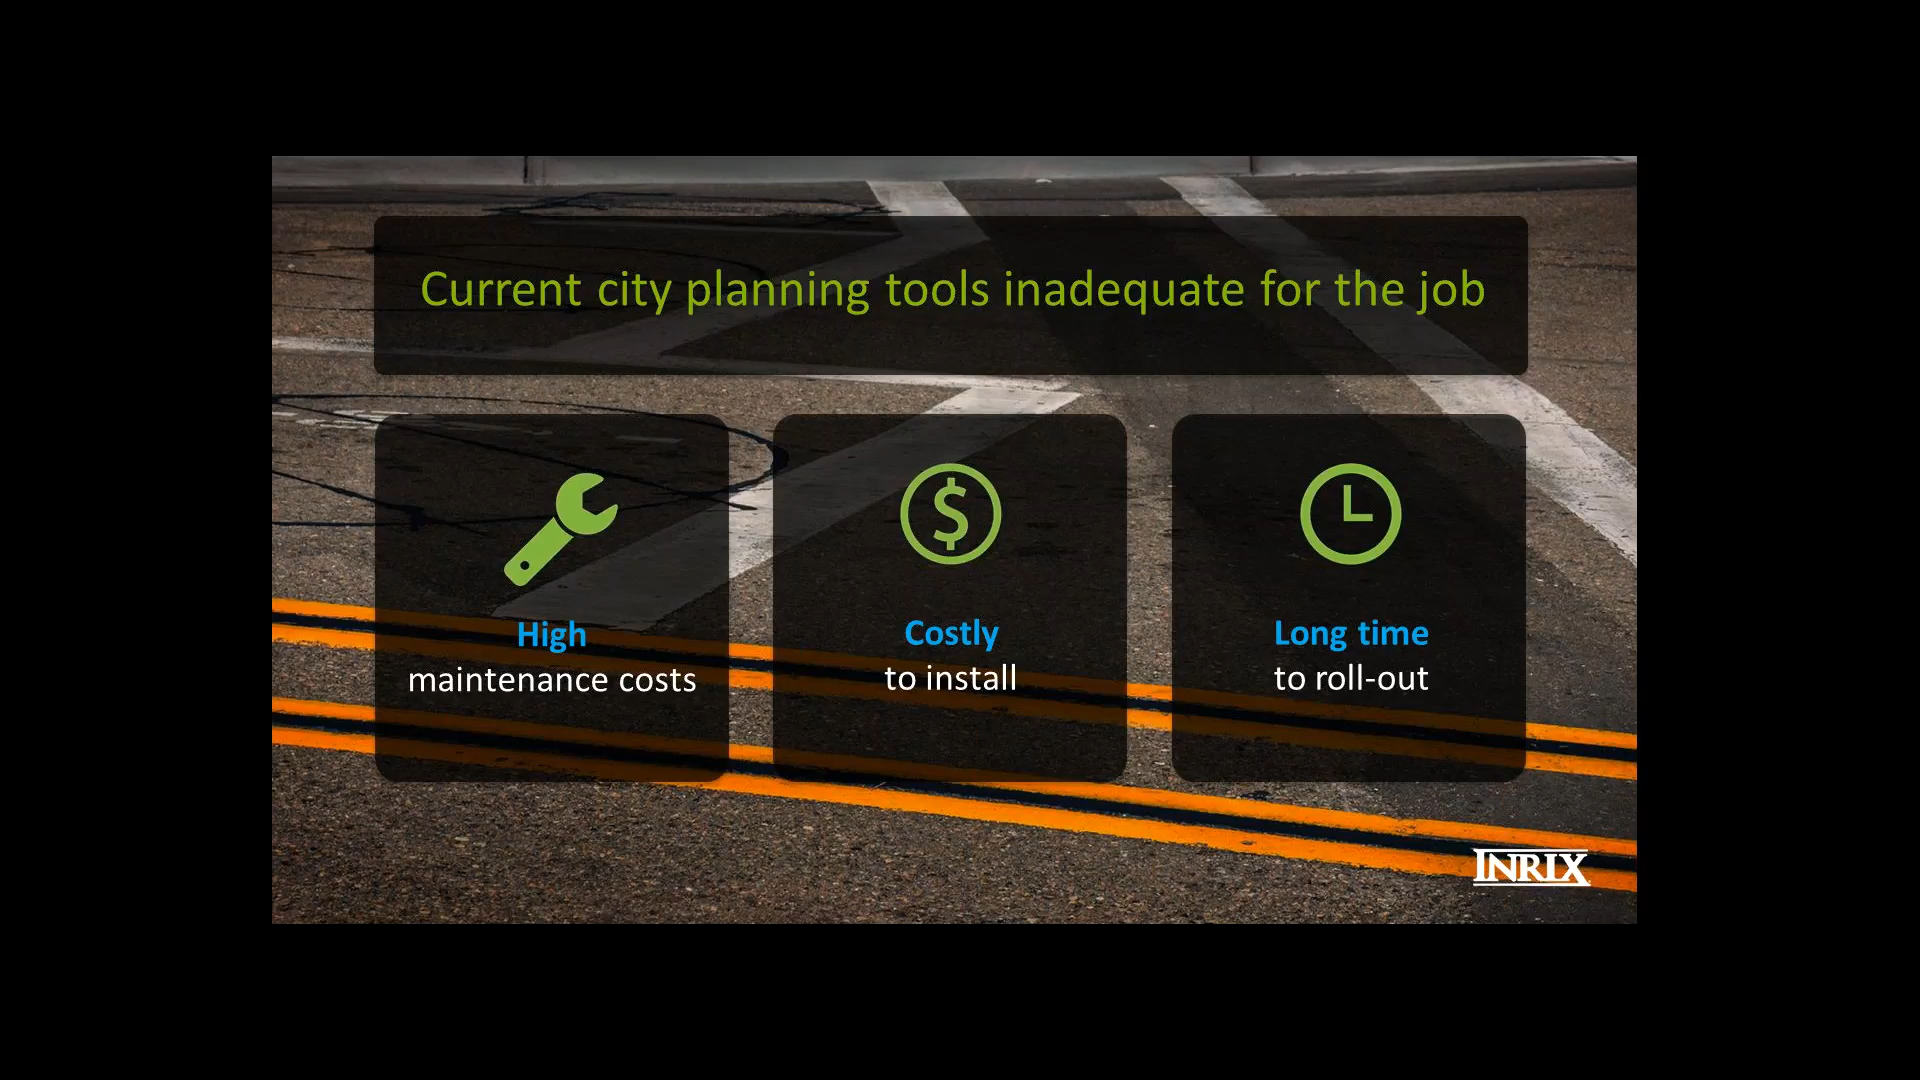 Current city planning tools inadequate for the job
High
maintenance costs
Costly
to install
Long time
to roll-out
INRIX